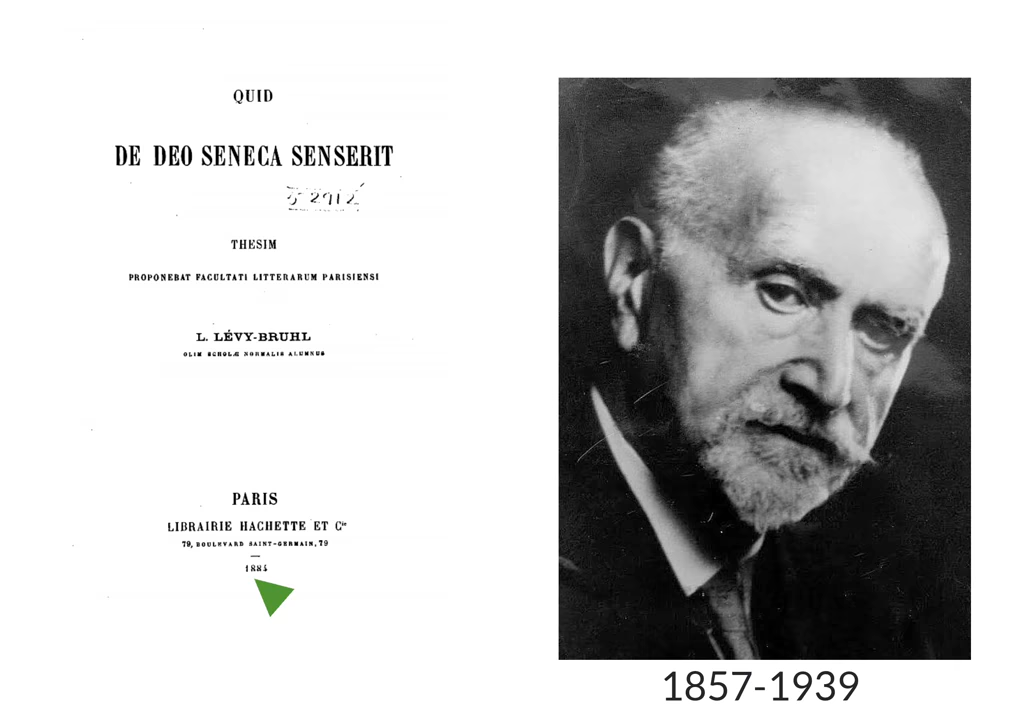 QUID
DE DEO SENECA SENSERIT
THESIM
PROPONEBAT FACULTATI LITTERARUM PARISIENSI
L. LÉVY-BRUHL
OLIM SCHOLÆ NORMALIS ALUMNUS
PARIS
LIBRAIRIE HACHETTE ET Cie
79, BOULEVARD SAINT-GERMAIN, 79
1884
1857-1939